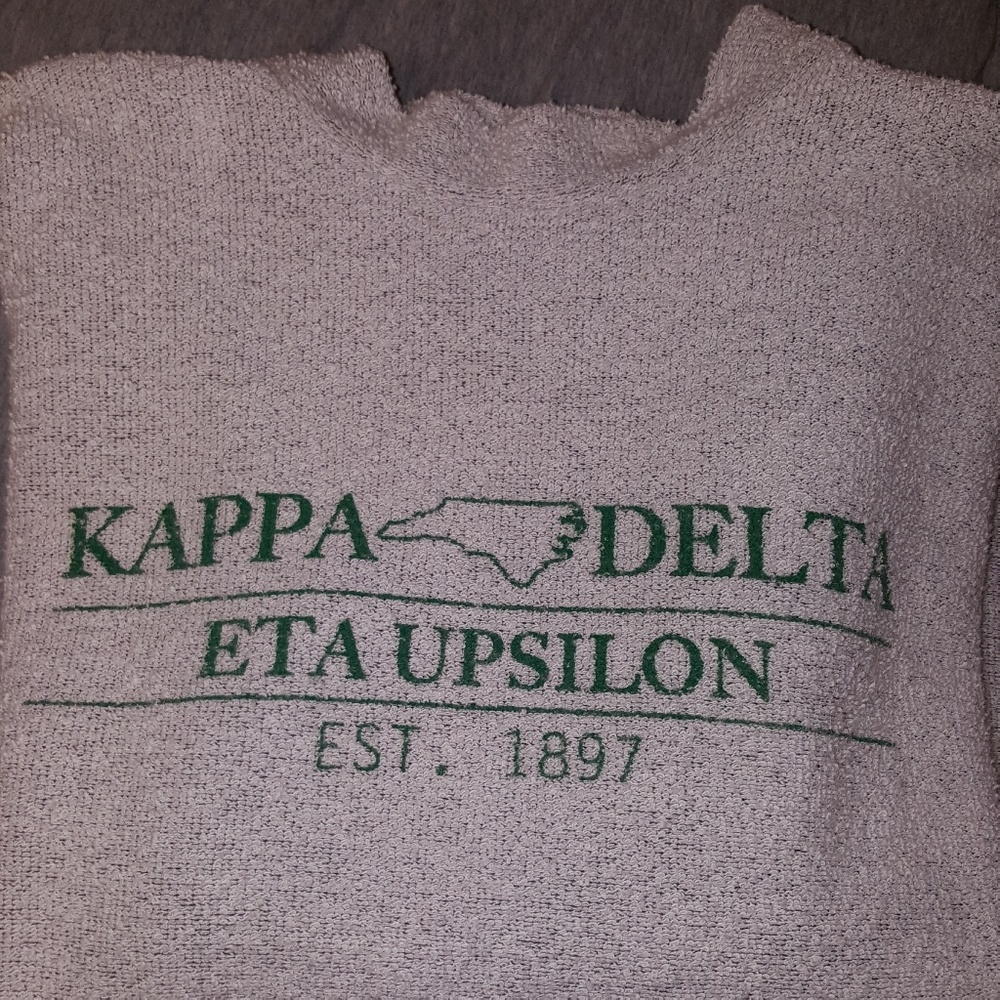 KAPPA DELTA
ETA UPSILON
EST. 1897